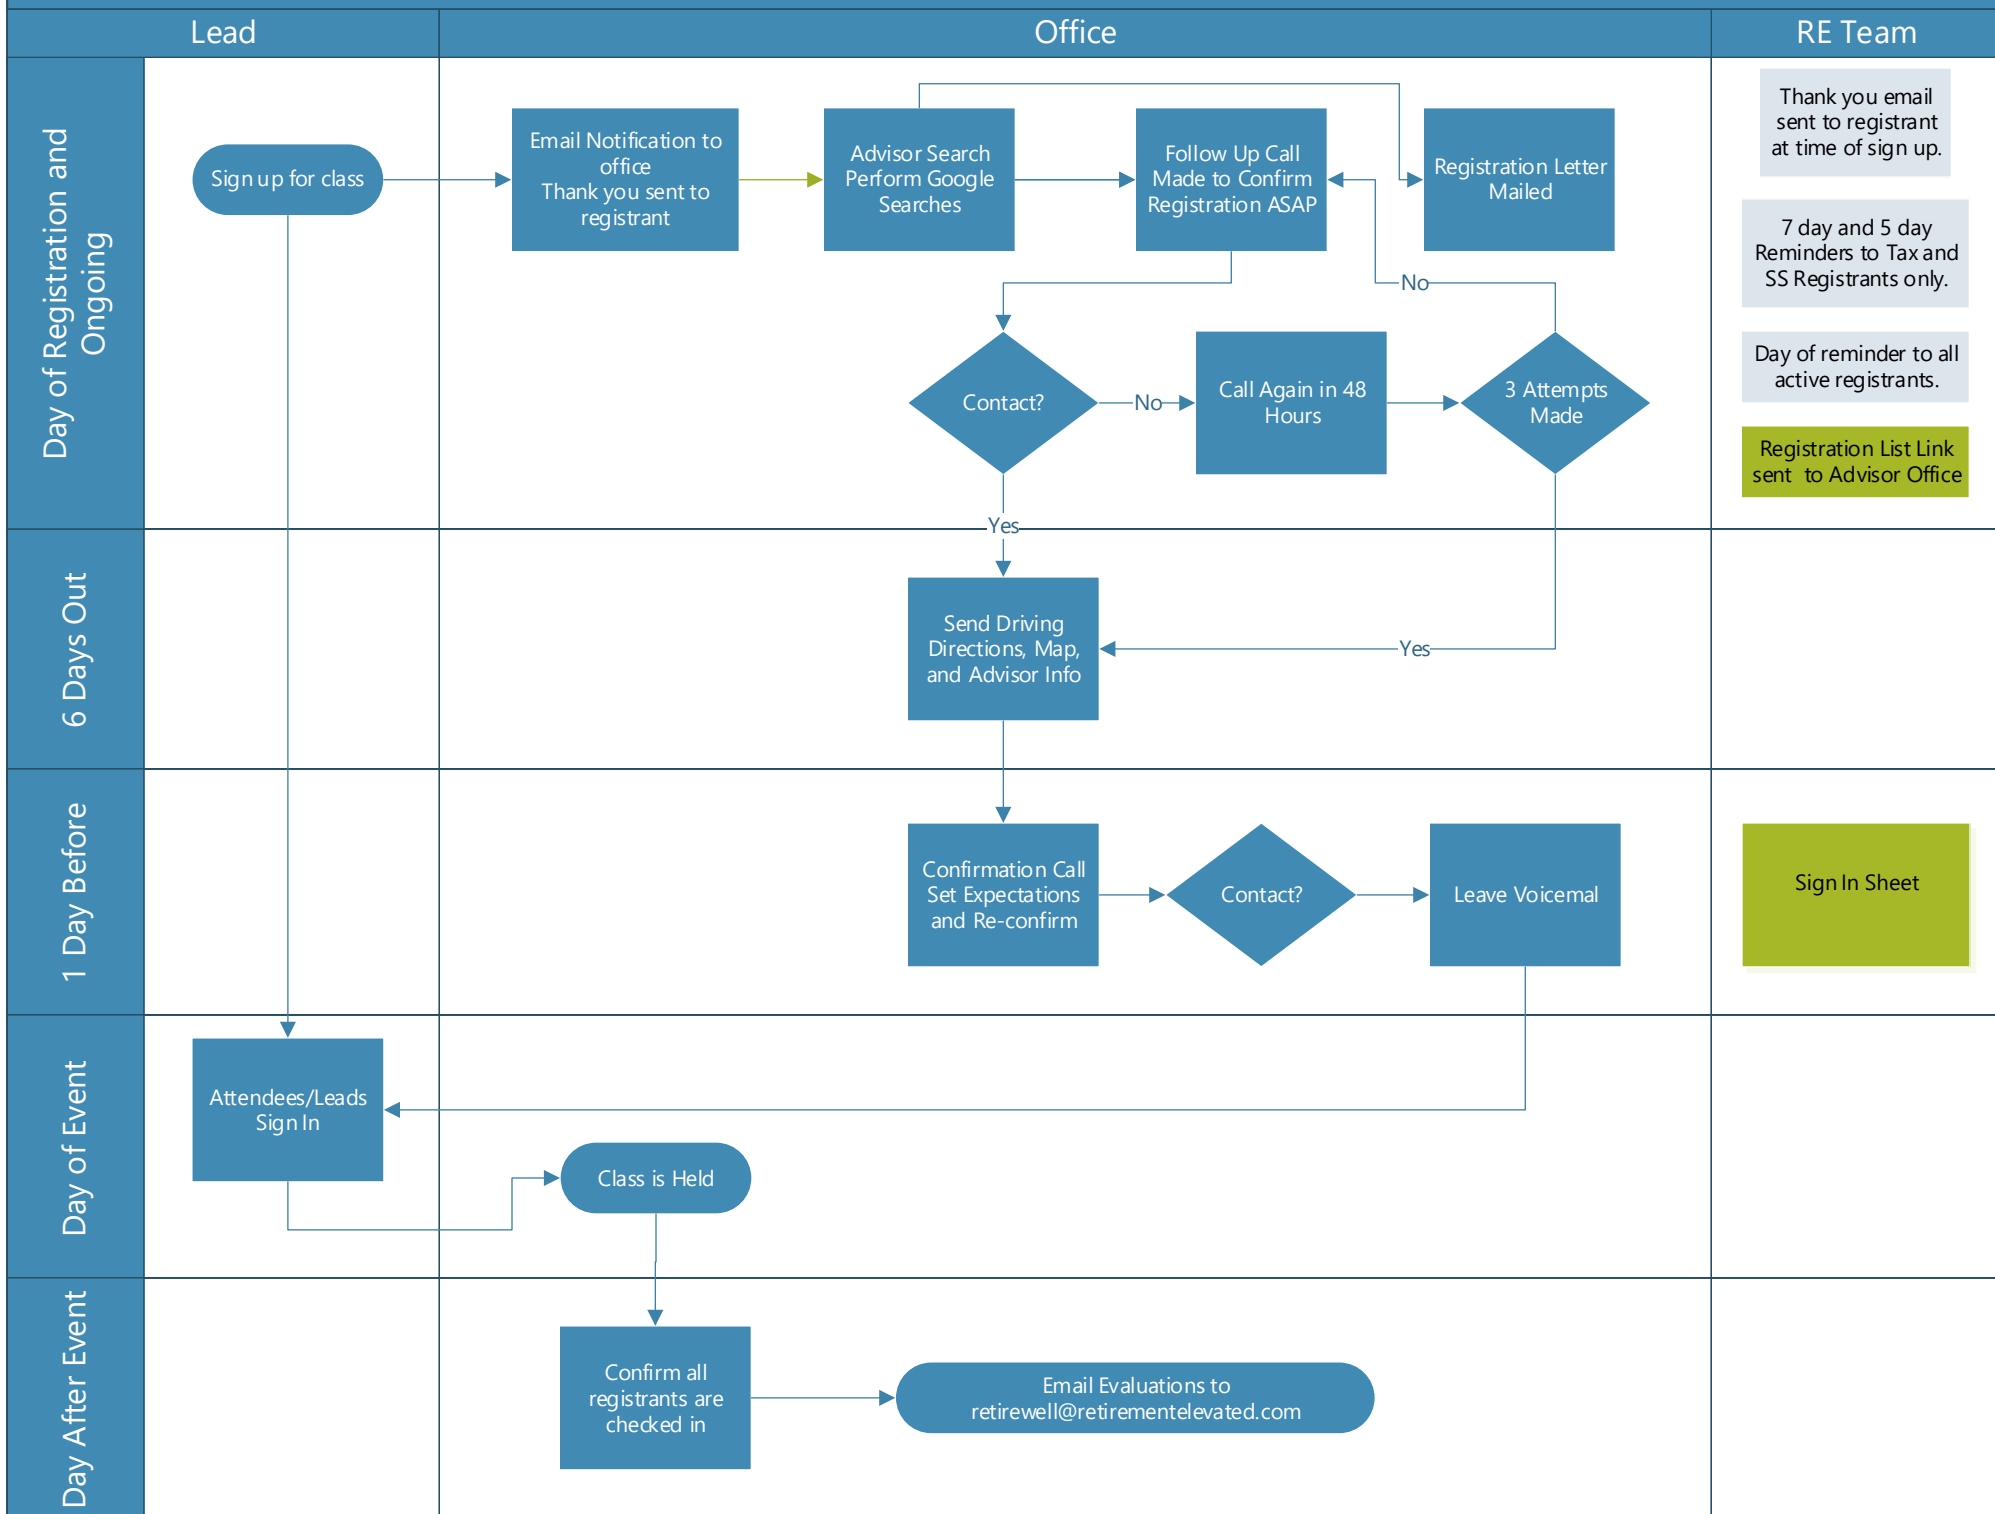 Lead
Office
RE Team
Day of Registration and
Ongoing
Sign up for class
Email Notification to
office
Thank you sent to
registrant
Advisor Search
Perform Google
Searches
Follow Up Call
Made to Confirm
Registration ASAP
Registration Letter
Mailed
Thank you email
sent to registrant
at time of sign up.
7 day and 5 day
Reminders to Tax and
SS Registrants only.
No
Contact?
No
Call Again in 48
Hours
3 Attempts
Made
Day of reminder to all
active registrants.
Registration List Link
sent to Advisor Office
Yes
6 Days Out
Send Driving
Directions, Map,
and Advisor Info
Yes
1 Day Before
Confirmation Call
Set Expectations
and Re-confirm
Contact?
Leave Voicemal
Sign In Sheet
Day of Event
Attendees/Leads
Sign In
Class is Held
Day After Event
Confirm all
registrants are
checked in
Email Evaluations to
retirewell@retirementelevated.com